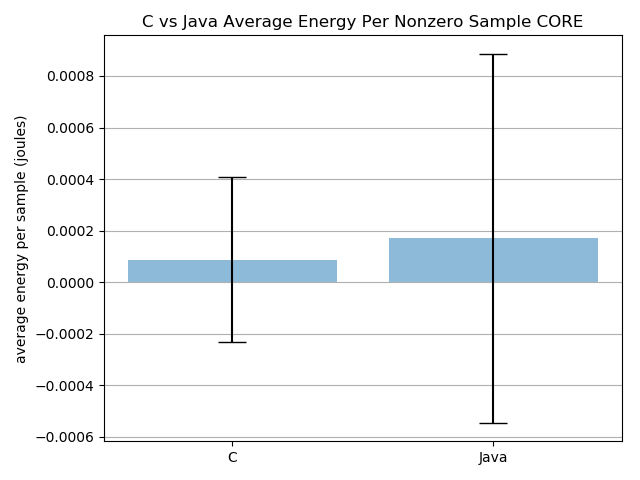 C vs Java Average Energy Per Nonzero Sample CORE
average energy per sample (joules)
0.0008
0.0006
0.0004
0.0002
0.0000
−0.0002
−0.0004
−0.0006
C
Java